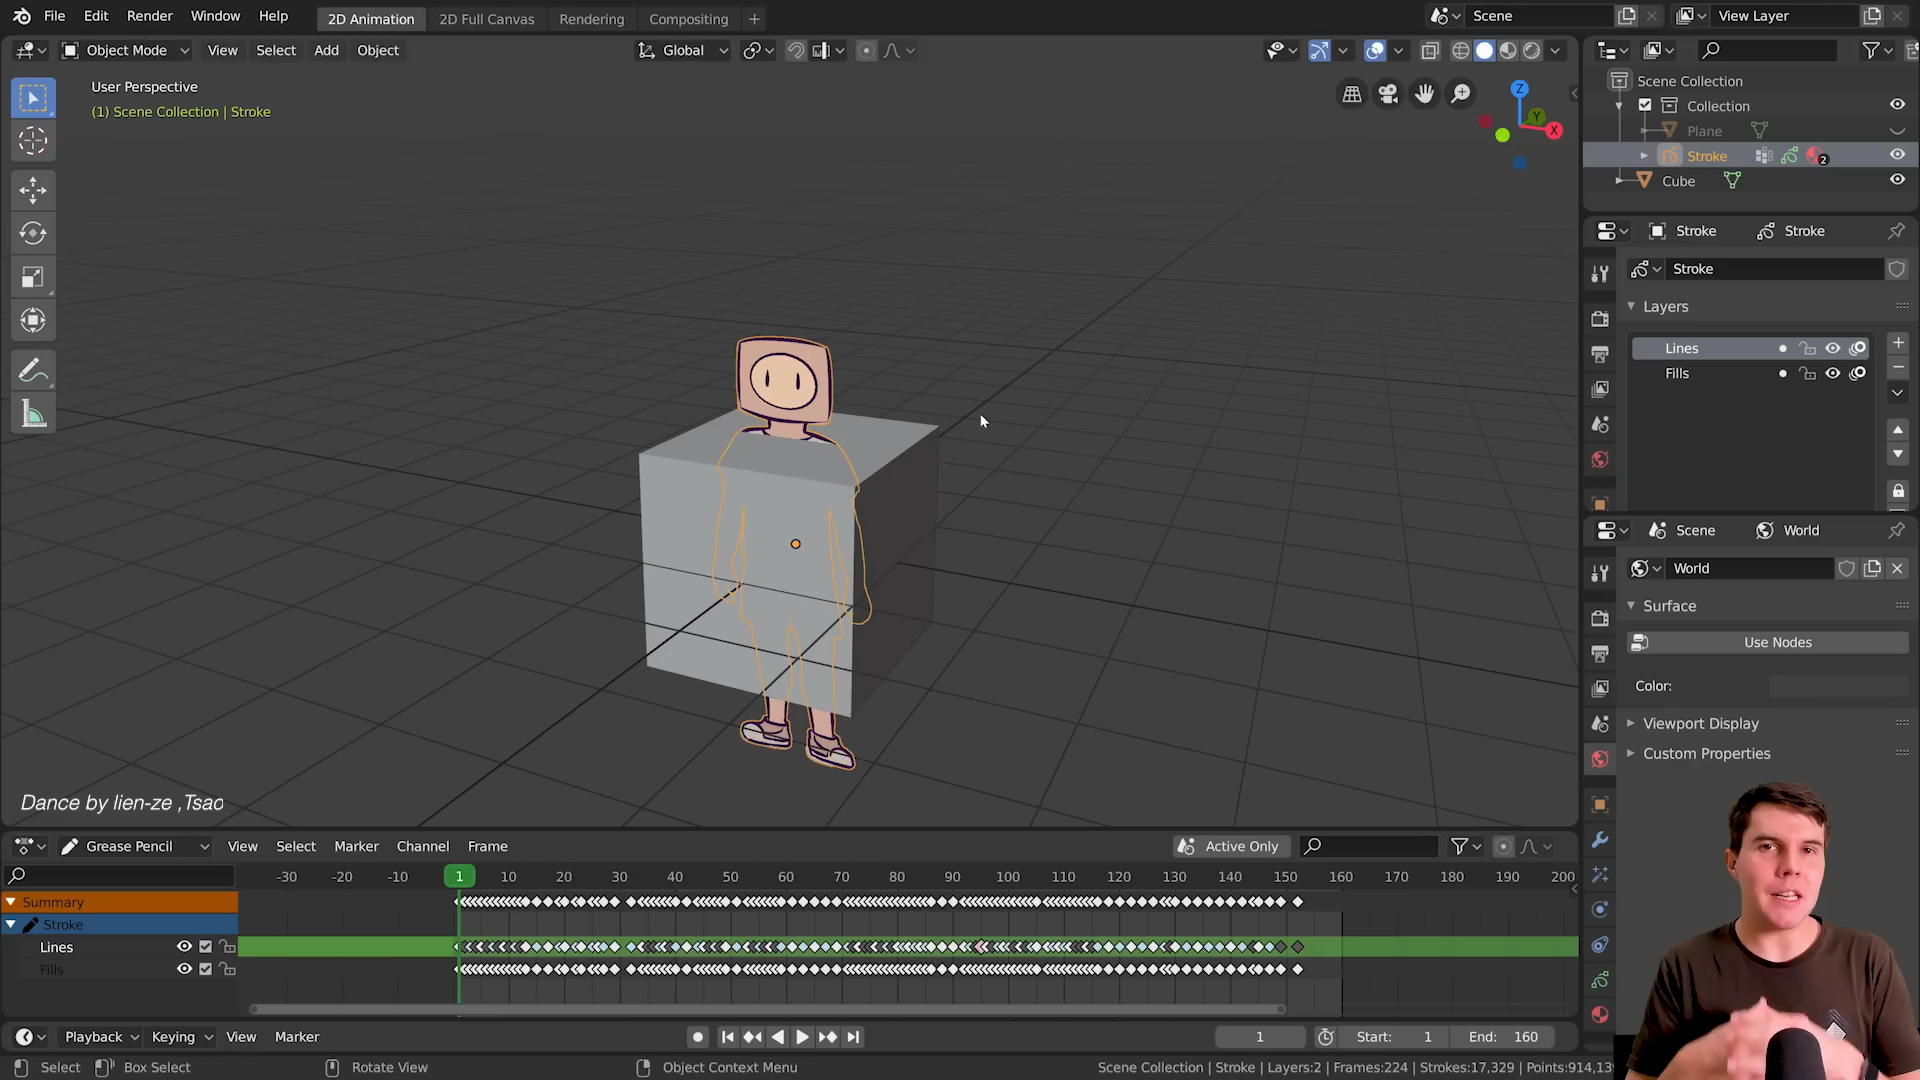 File Edit Render Window Help 2D Animation 2D Full Canvas Rendering Compositing + Scene View Layer
Object Mode View Select Add Object Global
User Perspective
(1) Scene Collection | Stroke
Z
Y
X
Scene Collection
Collection
Plane
Stroke 2
Cube
Stroke Stroke
Stroke
Layers
Lines
Fills
Scene World
World
Surface
Use Nodes
Color:
Viewport Display
Custom Properties
Dance by lien-ze ,Tsao
Grease Pencil View Select Marker Channel Frame Active Only
-30 -20 -10 1 10 20 30 40 50 60 70 80 90 100 110 120 130 140 150 160 170 180 190 200
Summary
Stroke
Lines
Fills
Playback Keying View Marker 1 Start: 1 End: 160
Select Box Select Rotate View Object Context Menu Scene Collection | Stroke | Layers:2 | Frames:224 | Strokes:17,329 |